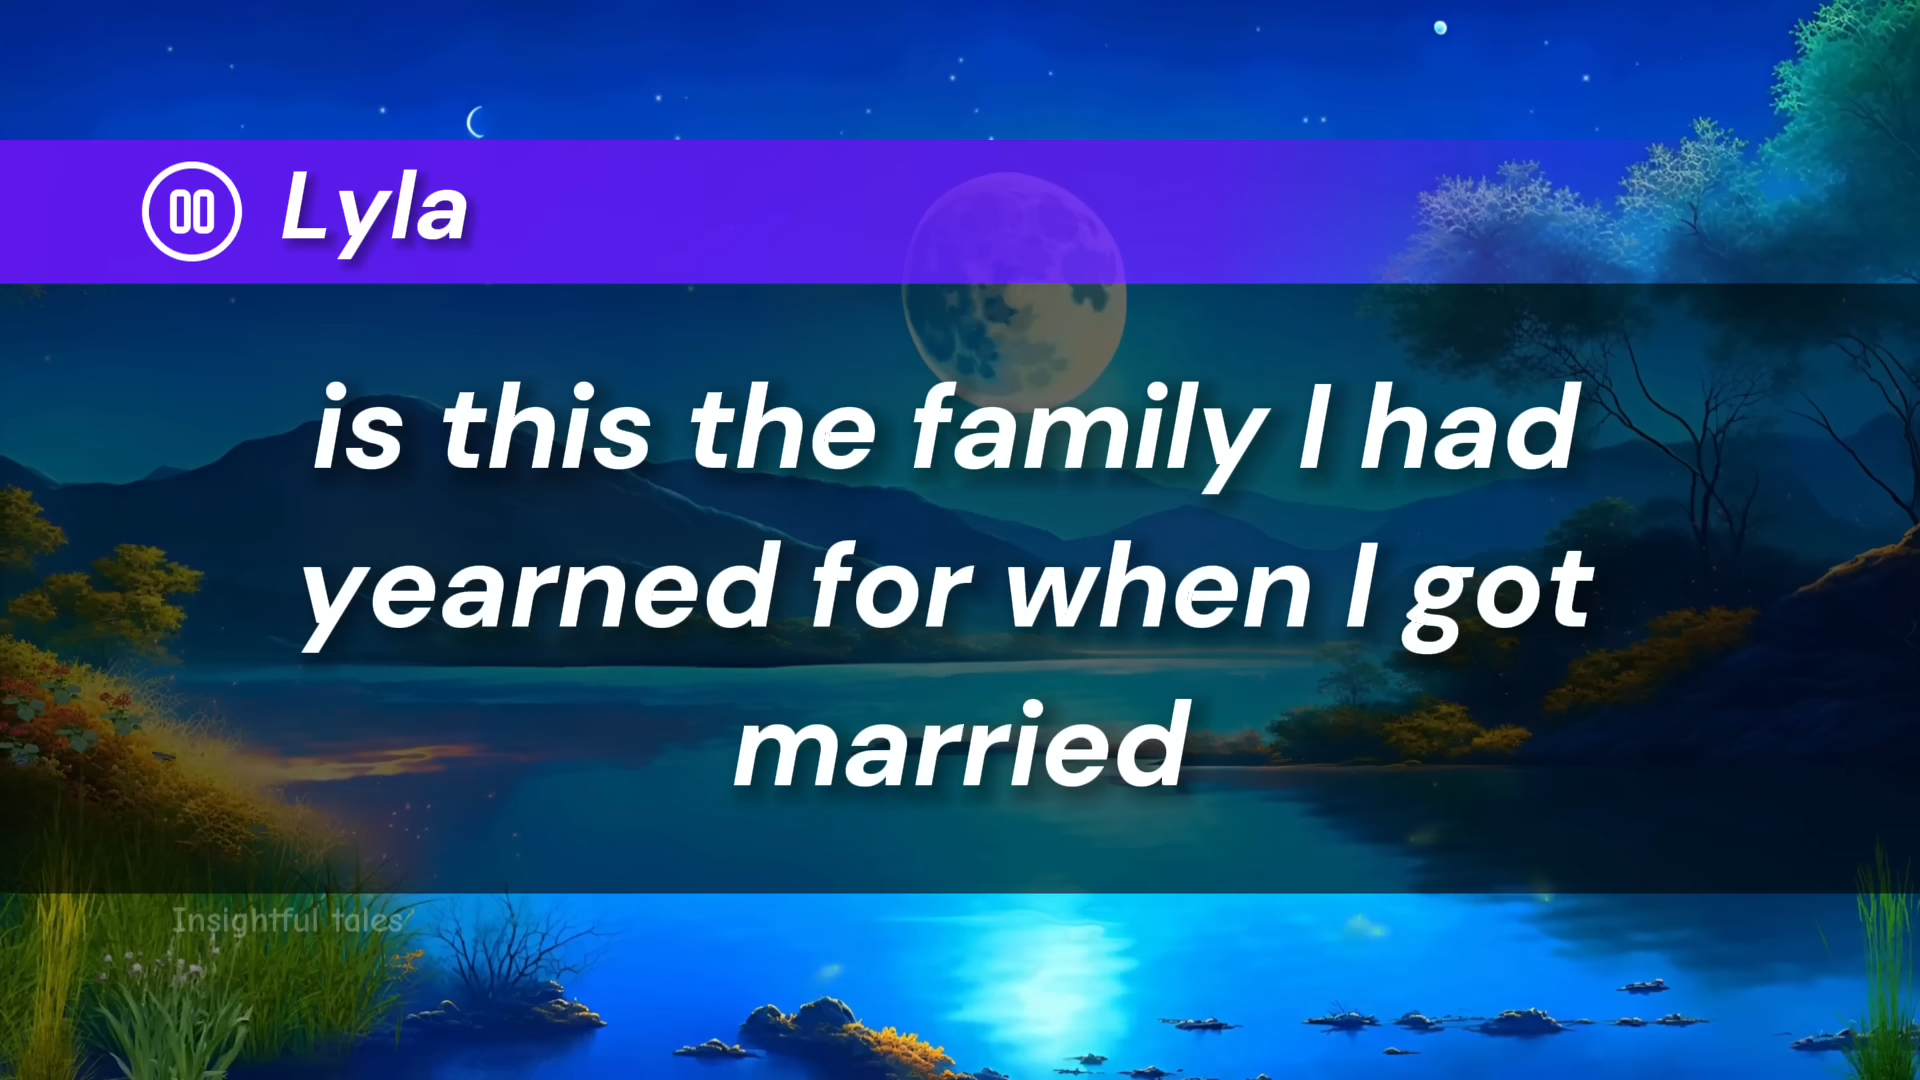 Lyla
is this the family I had
yearned for when I got
married
Insightful tales